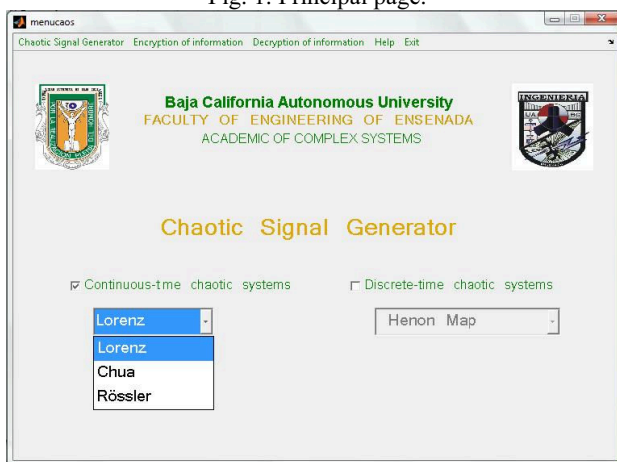 Fig. 1. Principal page.
menucaos
Chaotic Signal Generator Encryption of information Decryption of information Help Exit
Baja California Autonomous University
FACULTY OF ENGINEERING OF ENSENADA
ACADEMIC OF COMPLEX SYSTEMS
INGENIERIA
Chaotic Signal Generator
Continuous-tme chaotic systems
Discrete-time chaotic systems
Lorenz
Henon Map
Lorenz
Chua
Rössler